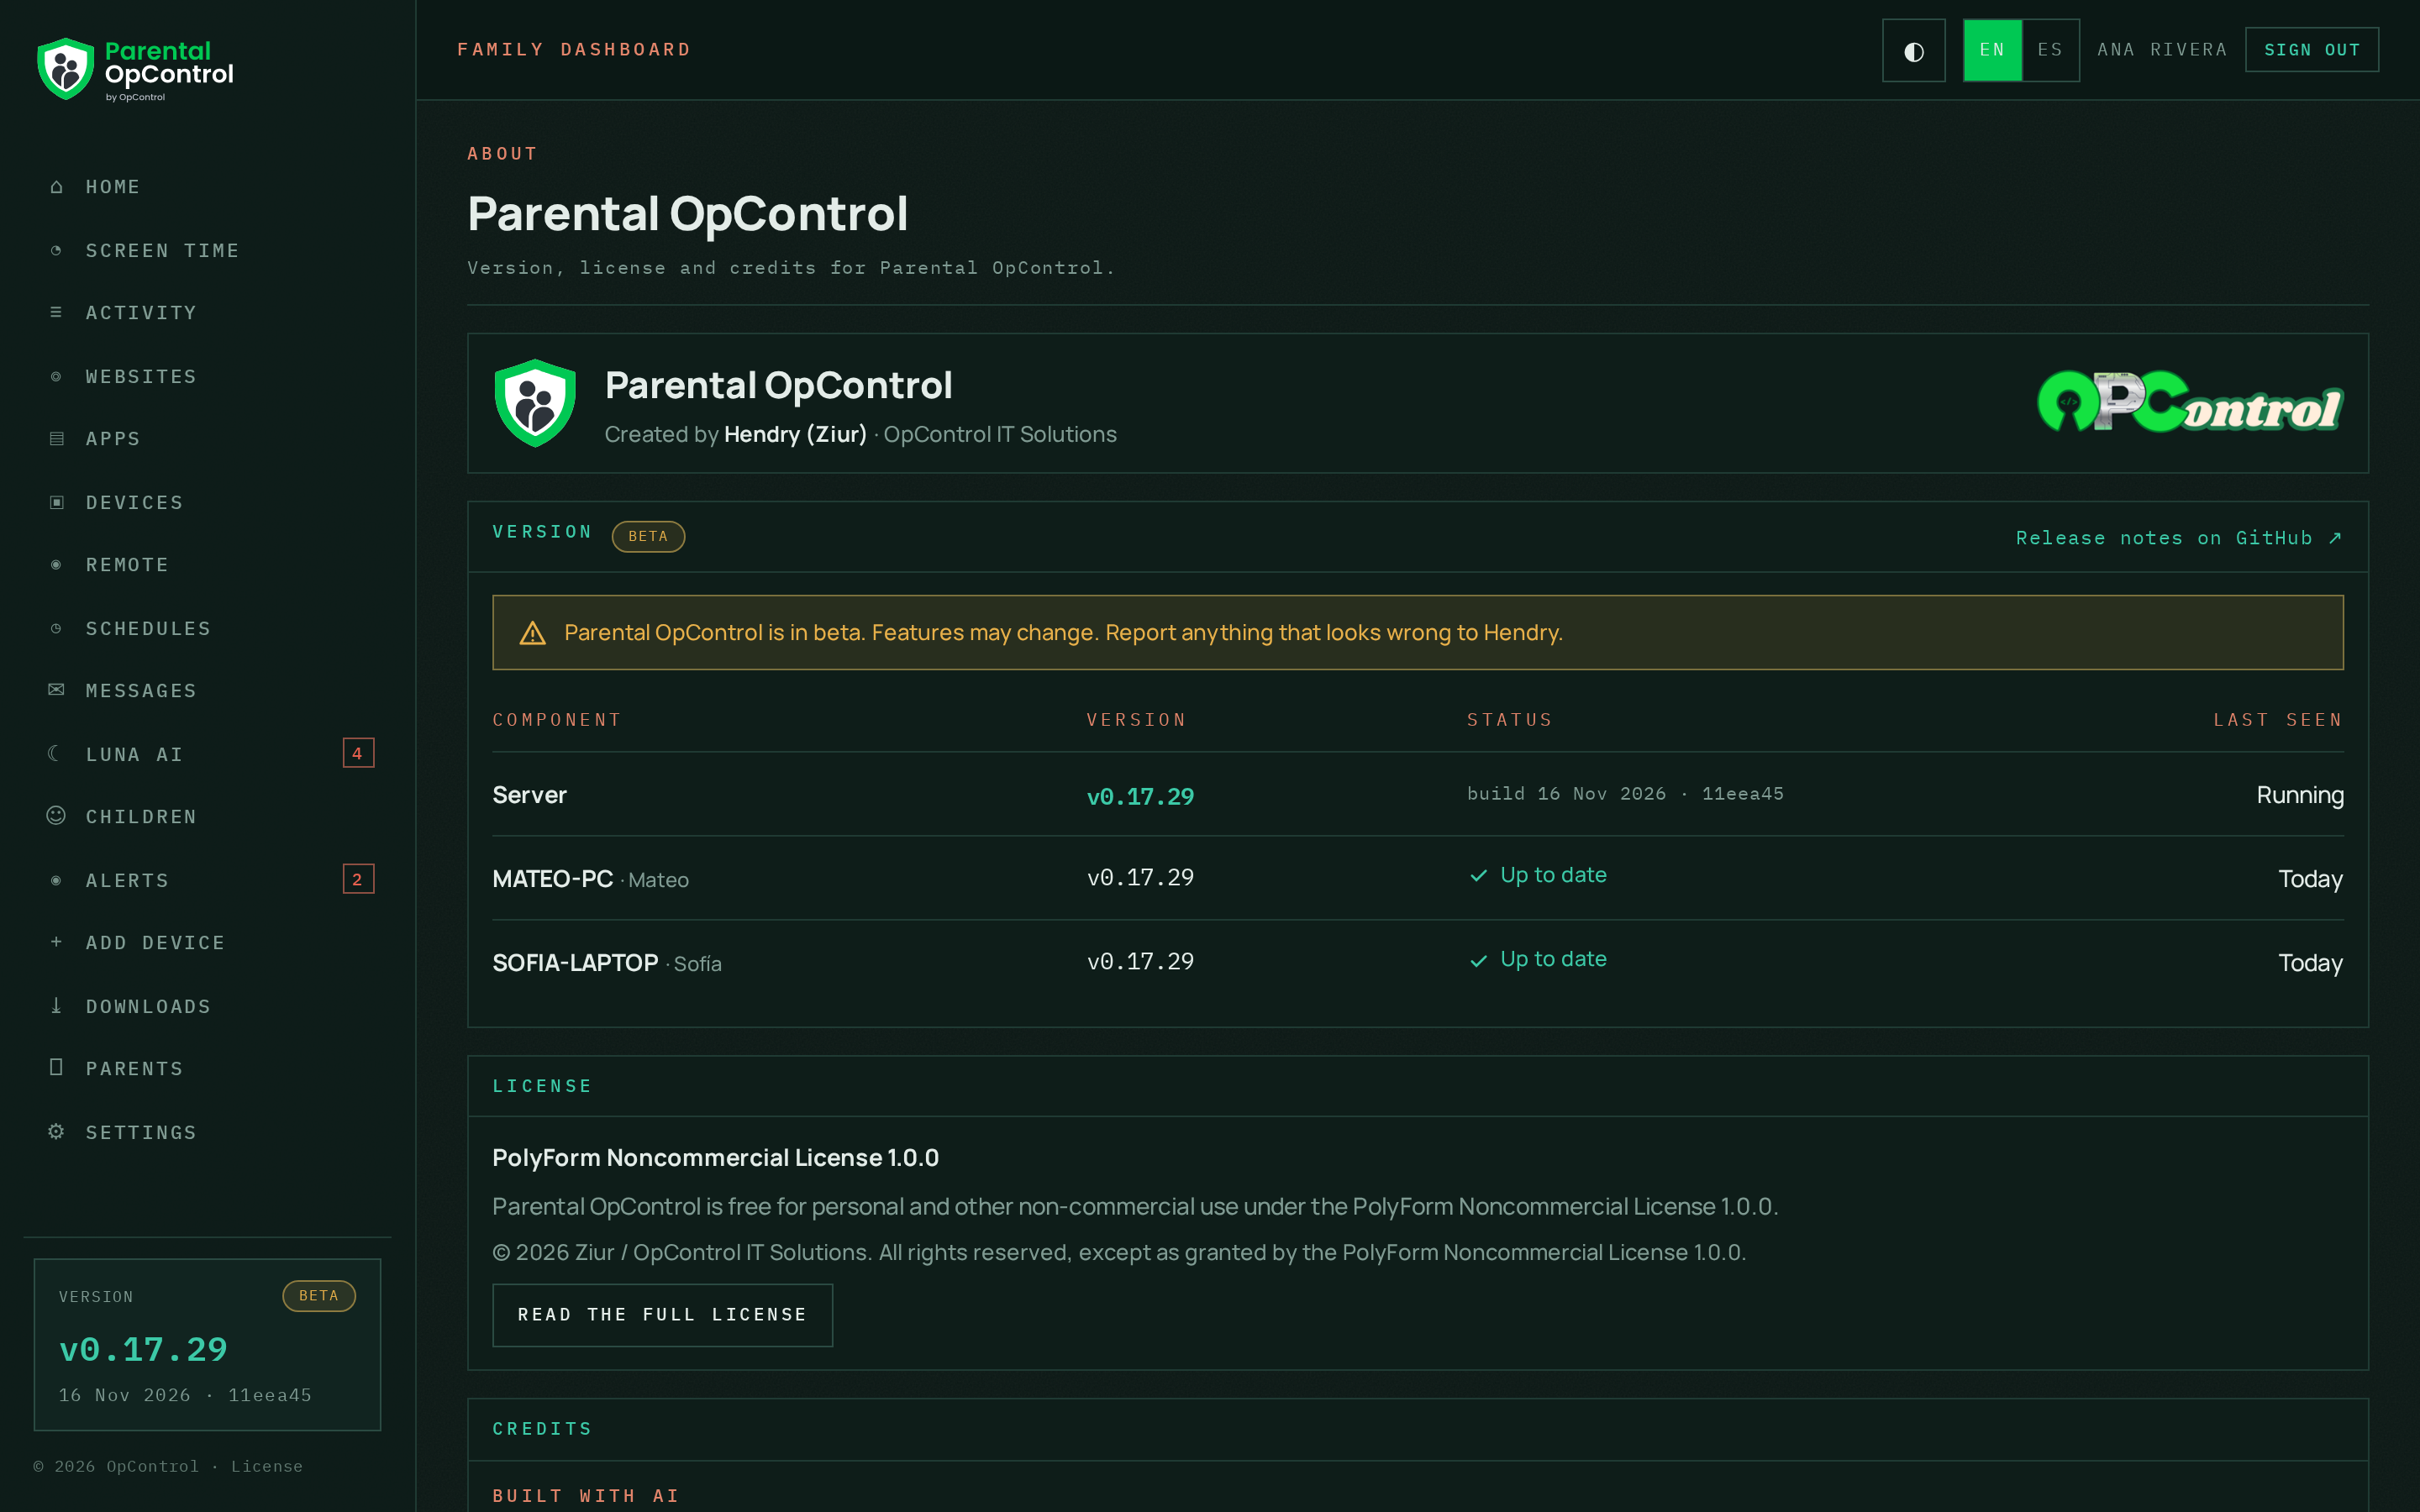 Parental
OpControl
by OpControl
HOME
SCREEN TIME
ACTIVITY
WEBSITES
APPS
DEVICES
REMOTE
SCHEDULES
MESSAGES
LUNA AI 4
CHILDREN
ALERTS 2
+ ADD DEVICE
DOWNLOADS
PARENTS
SETTINGS
VERSION BETA
v0.17.29
16 Nov 2026 · 11eea45
© 2026 OpControl · License
FAMILY DASHBOARD EN ES ANA RIVERA SIGN OUT
ABOUT
Parental OpControl
Version, license and credits for Parental OpControl.
Parental OpControl
Created by Hendry (Ziur) · OpControl IT Solutions
OPControl
VERSION BETA Release notes on GitHub ↗
Parental OpControl is in beta. Features may change. Report anything that looks wrong to Hendry.
COMPONENT VERSION STATUS LAST SEEN
Server v0.17.29 build 16 Nov 2026 · 11eea45 Running
MATEO-PC · Mateo v0.17.29 ✓ Up to date Today
SOFIA-LAPTOP · Sofía v0.17.29 ✓ Up to date Today
LICENSE
PolyForm Noncommercial License 1.0.0
Parental OpControl is free for personal and other non-commercial use under the PolyForm Noncommercial License 1.0.0.
© 2026 Ziur / OpControl IT Solutions. All rights reserved, except as granted by the PolyForm Noncommercial License 1.0.0.
READ THE FULL LICENSE
CREDITS
BUILT WITH AI